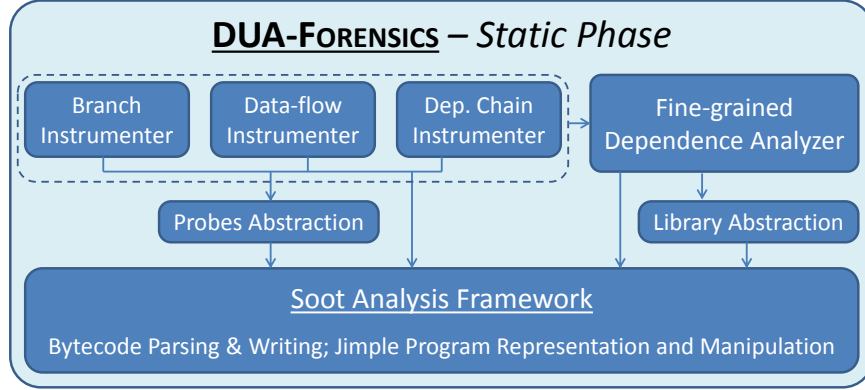 DUA-FORENSICS – Static Phase
Branch
Instrumenter
Data-flow
Instrumenter
Dep. Chain
Instrumenter
Fine-grained
Dependence Analyzer
Probes Abstraction
Library Abstraction
Soot Analysis Framework
Bytecode Parsing & Writing; Jimple Program Representation and Manipulation